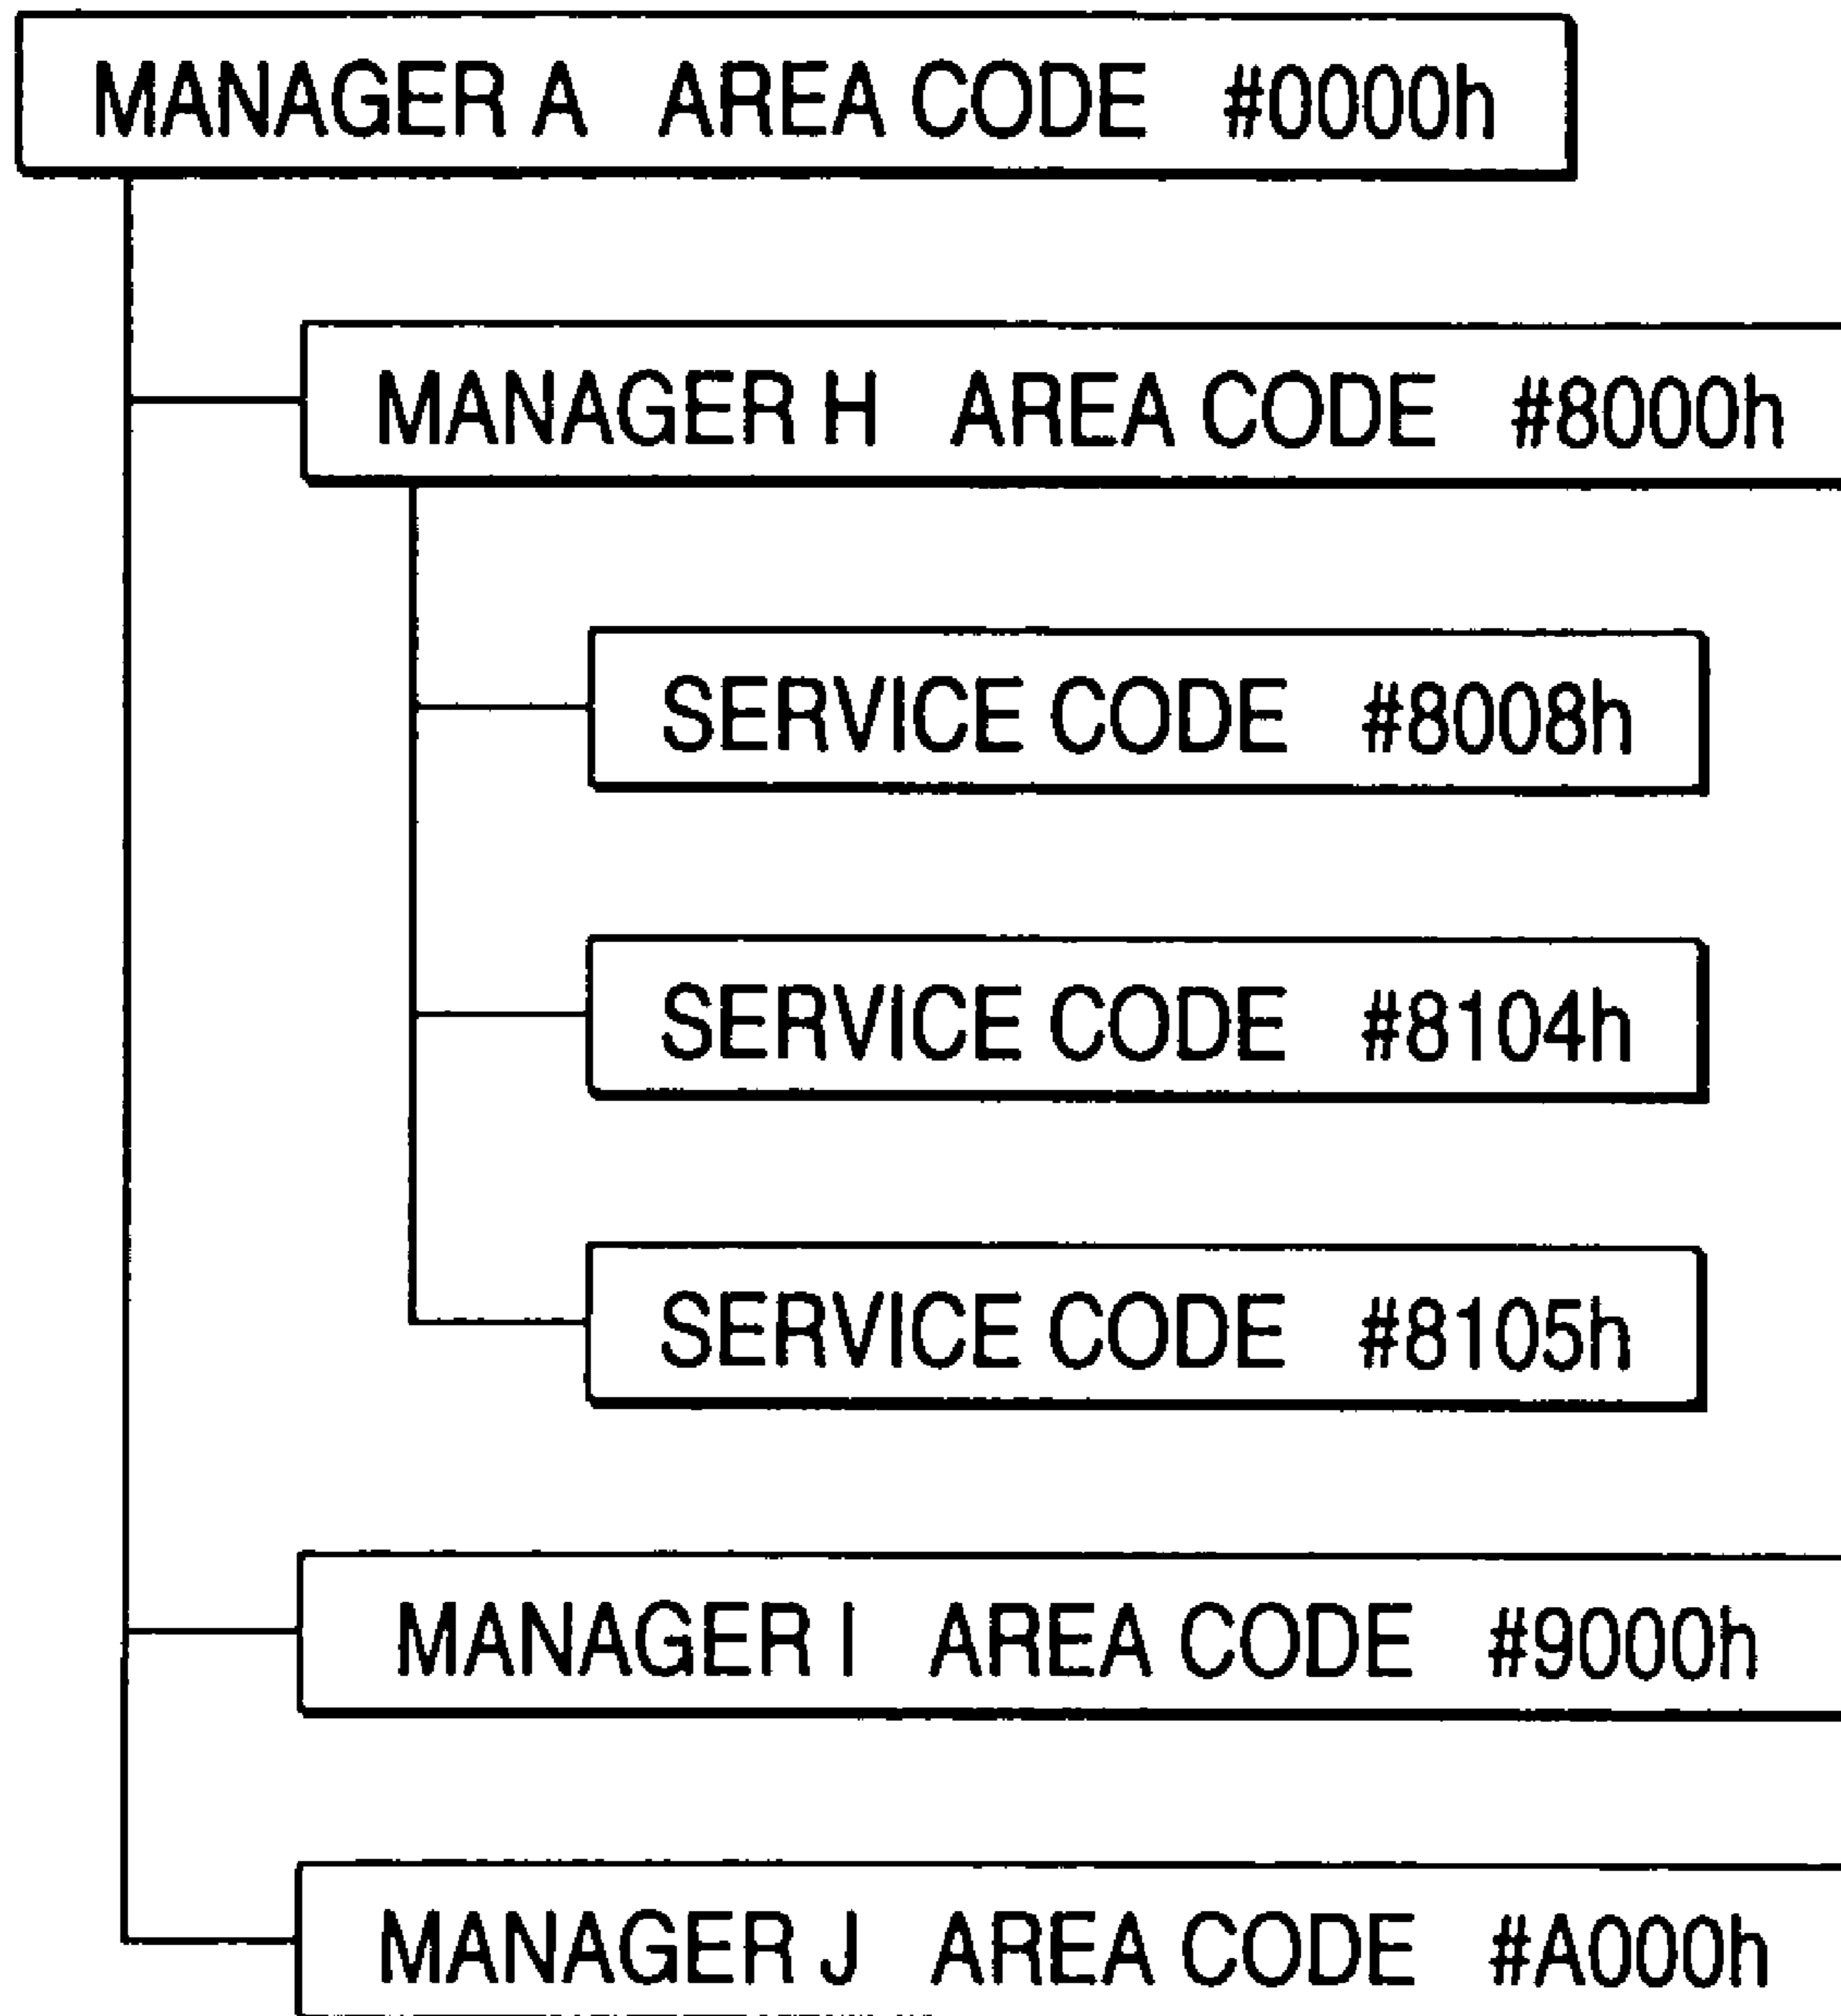 MANAGER A AREA CODE #0000h
MANAGER H AREA CODE #8000h
SERVICE CODE #8008h
SERVICE CODE #8104h
SERVICE CODE #8105h
MANAGER I AREA CODE #9000h
MANAGER J AREA CODE #A000h